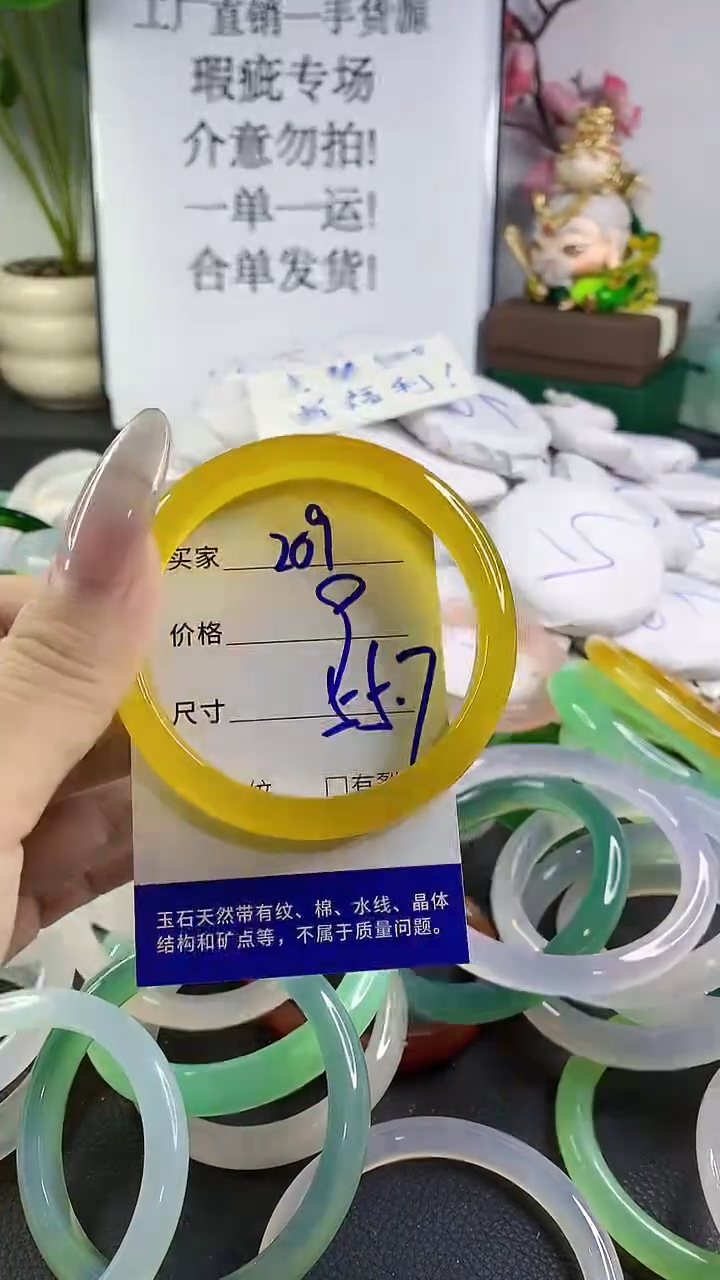 工厂直销一手货源
瑕疵专场
介意勿拍!
一单一运!
合单发货!
福利!
买家 209
价格 9
尺寸 55.7
纹 口有裂
玉石天然带有纹、棉、水线、晶体
结构和矿点等，不属于质量问题。